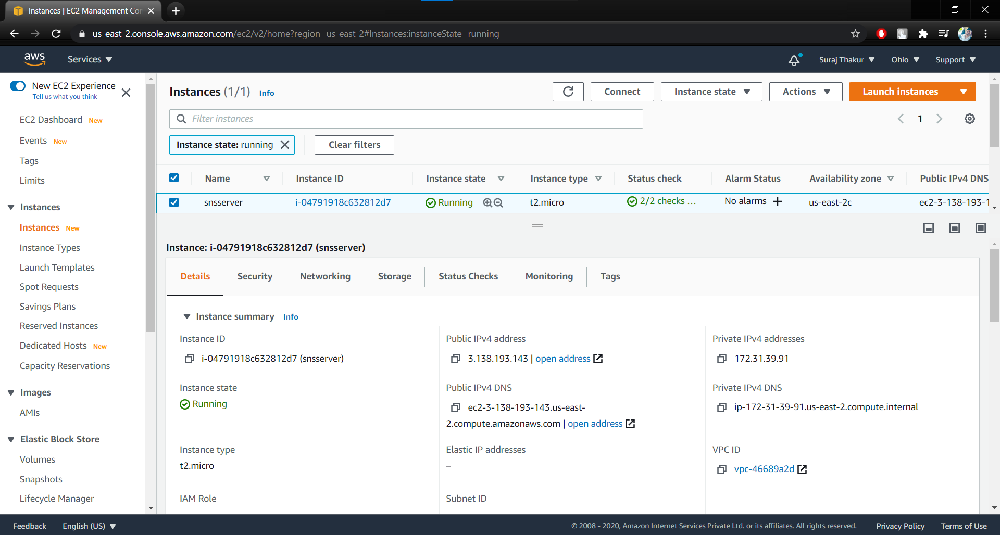 Instances | EC2 Management Con
us-east-2.console.aws.amazon.com/ec2/v2/home?region=us-east-2#Instances:instanceState=running
aws
Services
Suraj Thakur
Ohio
Support
New EC2 Experience
Tell us what you think
EC2 Dashboard New
Events New
Tags
Limits
Instances
Instances New
Instance Types
Launch Templates
Spot Requests
Savings Plans
Reserved Instances
Dedicated Hosts New
Capacity Reservations
Images
AMIs
Elastic Block Store
Volumes
Snapshots
Lifecycle Manager
Instances (1/1) Info
Connect
Instance state
Actions
Launch instances
Filter instances
1
Instance state: running
Clear filters
Name Instance ID Instance state Instance type Status check Alarm Status Availability zone Public IPv4 DNS
snsserver i-04791918c632812d7 Running t2.micro 2/2 checks ... No alarms us-east-2c ec2-3-138-193-1
Instance: i-04791918c632812d7 (snsserver)
Details Security Networking Storage Status Checks Monitoring Tags
Instance summary Info
Instance ID
i-04791918c632812d7 (snsserver)
Public IPv4 address
3.138.193.143 | open address
Private IPv4 addresses
172.31.39.91
Instance state
Running
Public IPv4 DNS
ec2-3-138-193-143.us-east-
2.compute.amazonaws.com | open address
Private IPv4 DNS
ip-172-31-39-91.us-east-2.compute.internal
Instance type
t2.micro
Elastic IP addresses
–
VPC ID
vpc-46689a2d
IAM Role
Subnet ID
Feedback
English (US)
© 2008 - 2020, Amazon Internet Services Private Ltd. or its affiliates. All rights reserved.
Privacy Policy
Terms of Use